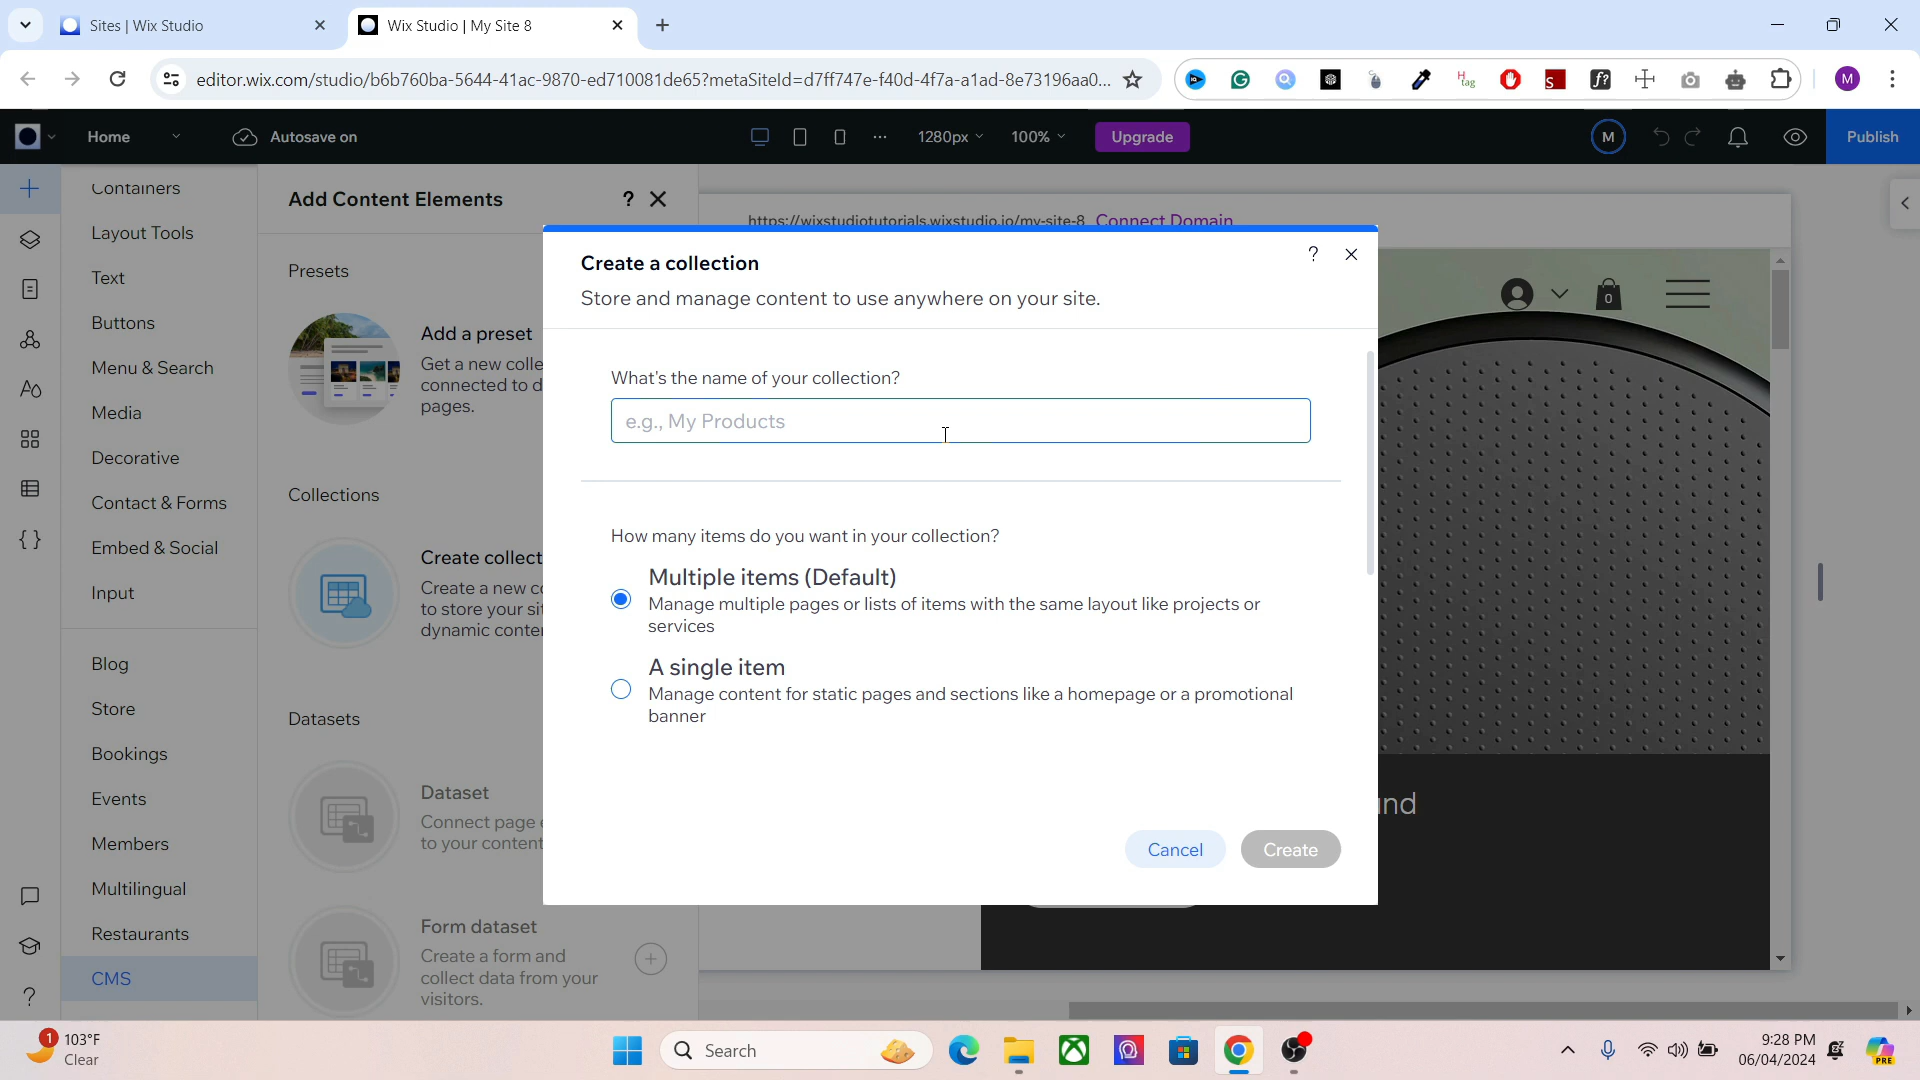 Sites | Wix Studio
Wix Studio | My Site 8
editor.wix.com/studio/b6b760ba-5644-41ac-9870-ed710081de65?metaSiteId=d7ff747e-f40d-4f7a-a1ad-8e73196aa0...
M
Home
Autosave on
1280px
100%
Upgrade
M
Publish
Containers
Layout Tools
Text
Buttons
Menu & Search
Media
Decorative
Contact & Forms
Embed & Social
Input
Blog
Store
Bookings
Events
Members
Multilingual
Restaurants
CMS
Add Content Elements
?
Presets
Add a preset
Get a new colle
connected to d
pages.
Collections
Create collect
Create a new c
to store your si
dynamic conte
Datasets
Dataset
Connect page
to your content
Form dataset
Create a form and
collect data from your
visitors.
https://wixstudiotutorials.wixstudio.io/my-site-8 Connect Domain
0
Create a collection
?
Store and manage content to use anywhere on your site.
What's the name of your collection?
e.g., My Products
How many items do you want in your collection?
Multiple items (Default)
Manage multiple pages or lists of items with the same layout like projects or
services
A single item
Manage content for static pages and sections like a homepage or a promotional
banner
Cancel
Create
1
103°F
Clear
Search
9:28 PM
06/04/2024
PRE